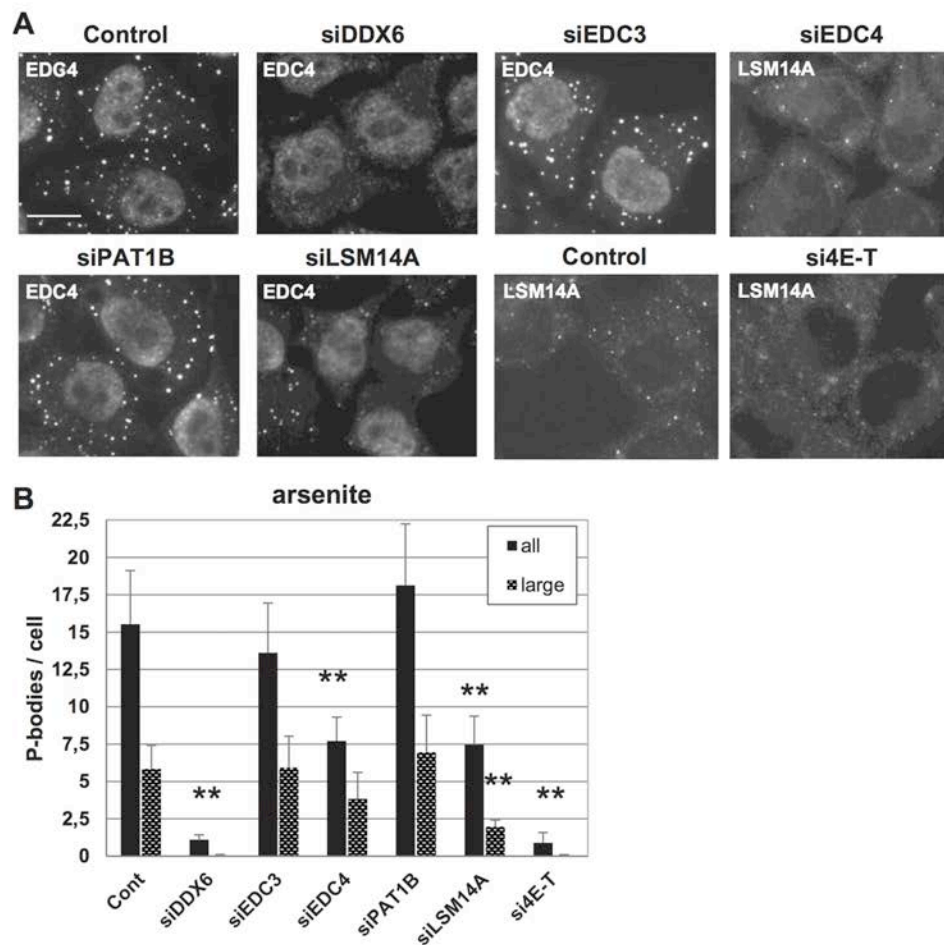 A
Control siDDX6 siEDC3 siEDC4
EDG4 EDC4 EDC4 LSM14A
siPAT1B siLSM14A Control si4E-T
EDC4 EDC4 LSM14A LSM14A
B
arsenite
22,5
20
17,5
15
12,5
10
7,5
5
2,5
0
P-bodies / cell
all
large
**
**
**
**
**
Cont siDDX6 siEDC3 siEDC4 siPAT1B siLSM14A si4E-T